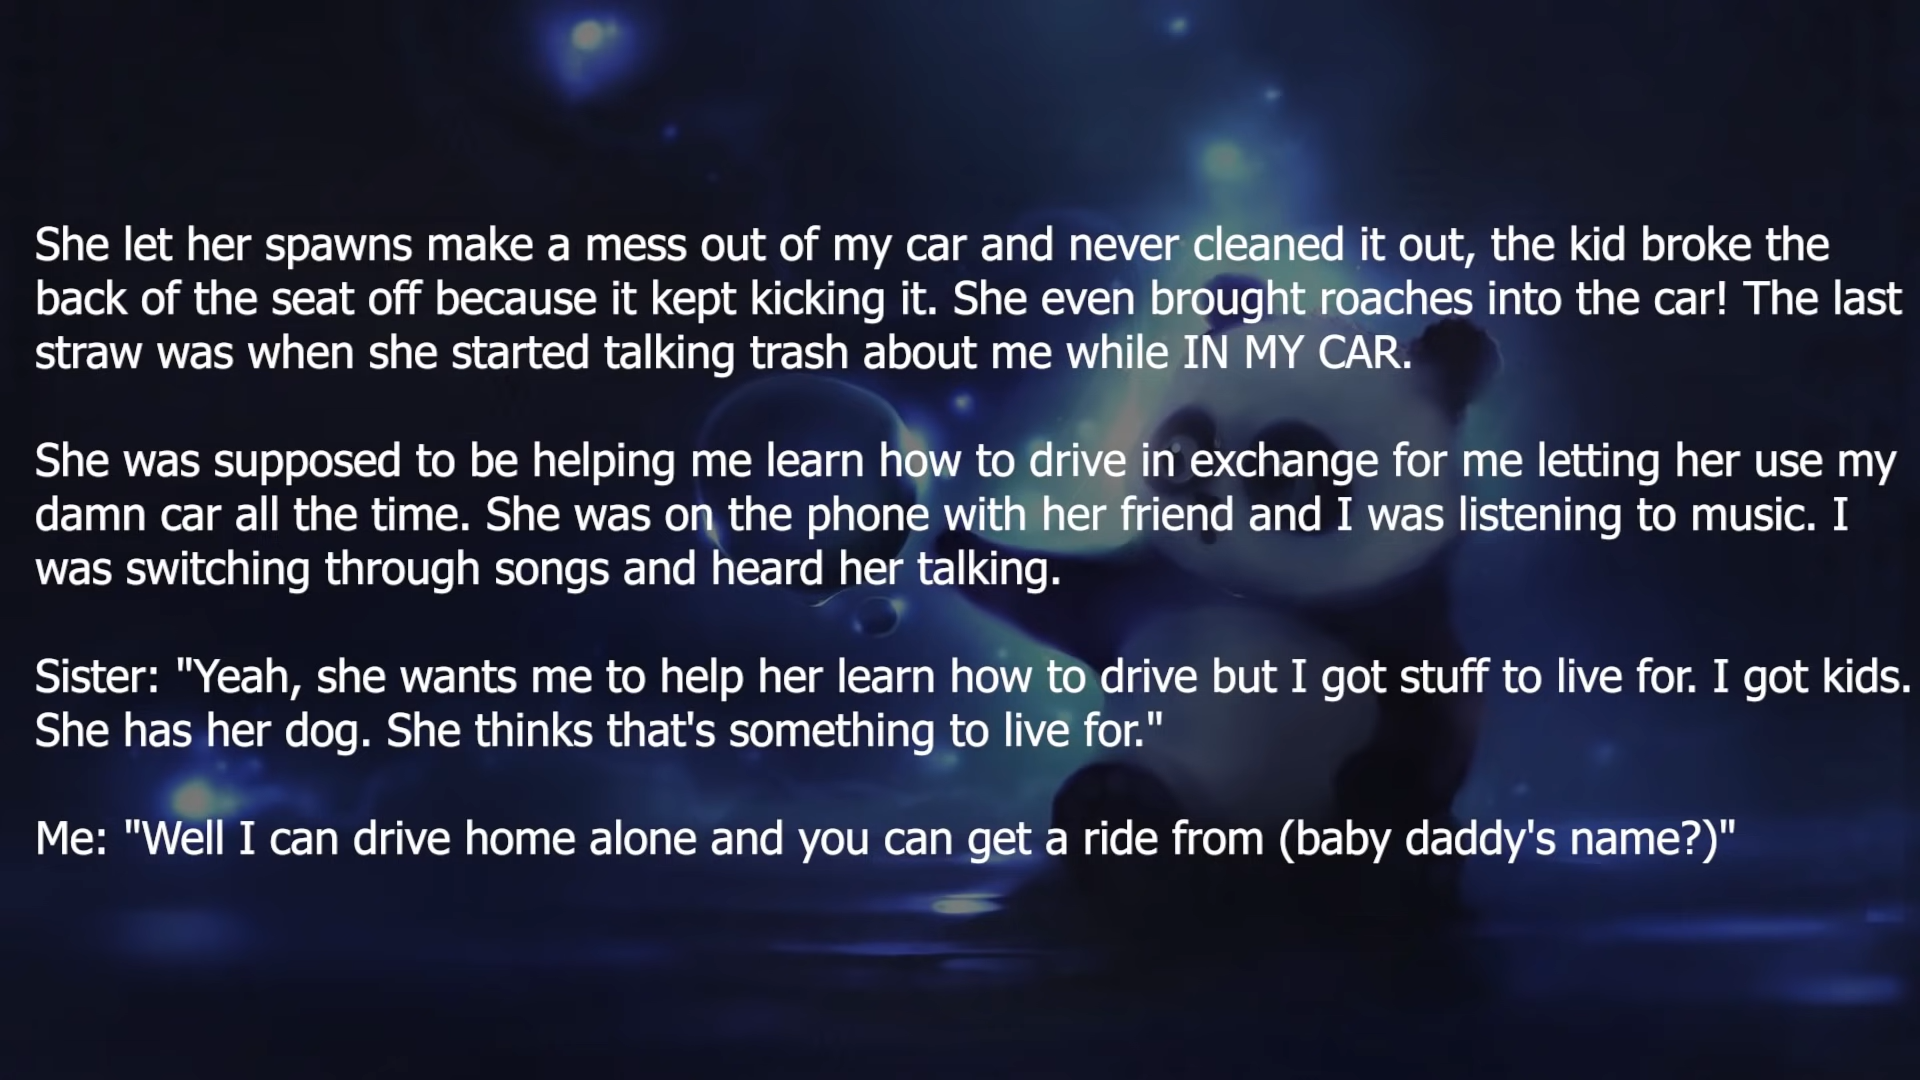 She let her spawns make a mess out of my car and never cleaned it out, the kid broke the
back of the seat off because it kept kicking it. She even brought roaches into the car! The last
straw was when she started talking trash about me while IN MY CAR.
She was supposed to be helping me learn how to drive in exchange for me letting her use my
damn car all the time. She was on the phone with her friend and I was listening to music. I
was switching through songs and heard her talking.
Sister: "Yeah, she wants me to help her learn how to drive but I got stuff to live for. I got kids.
She has her dog. She thinks that's something to live for."
Me: "Well I can drive home alone and you can get a ride from (baby daddy's name?)"